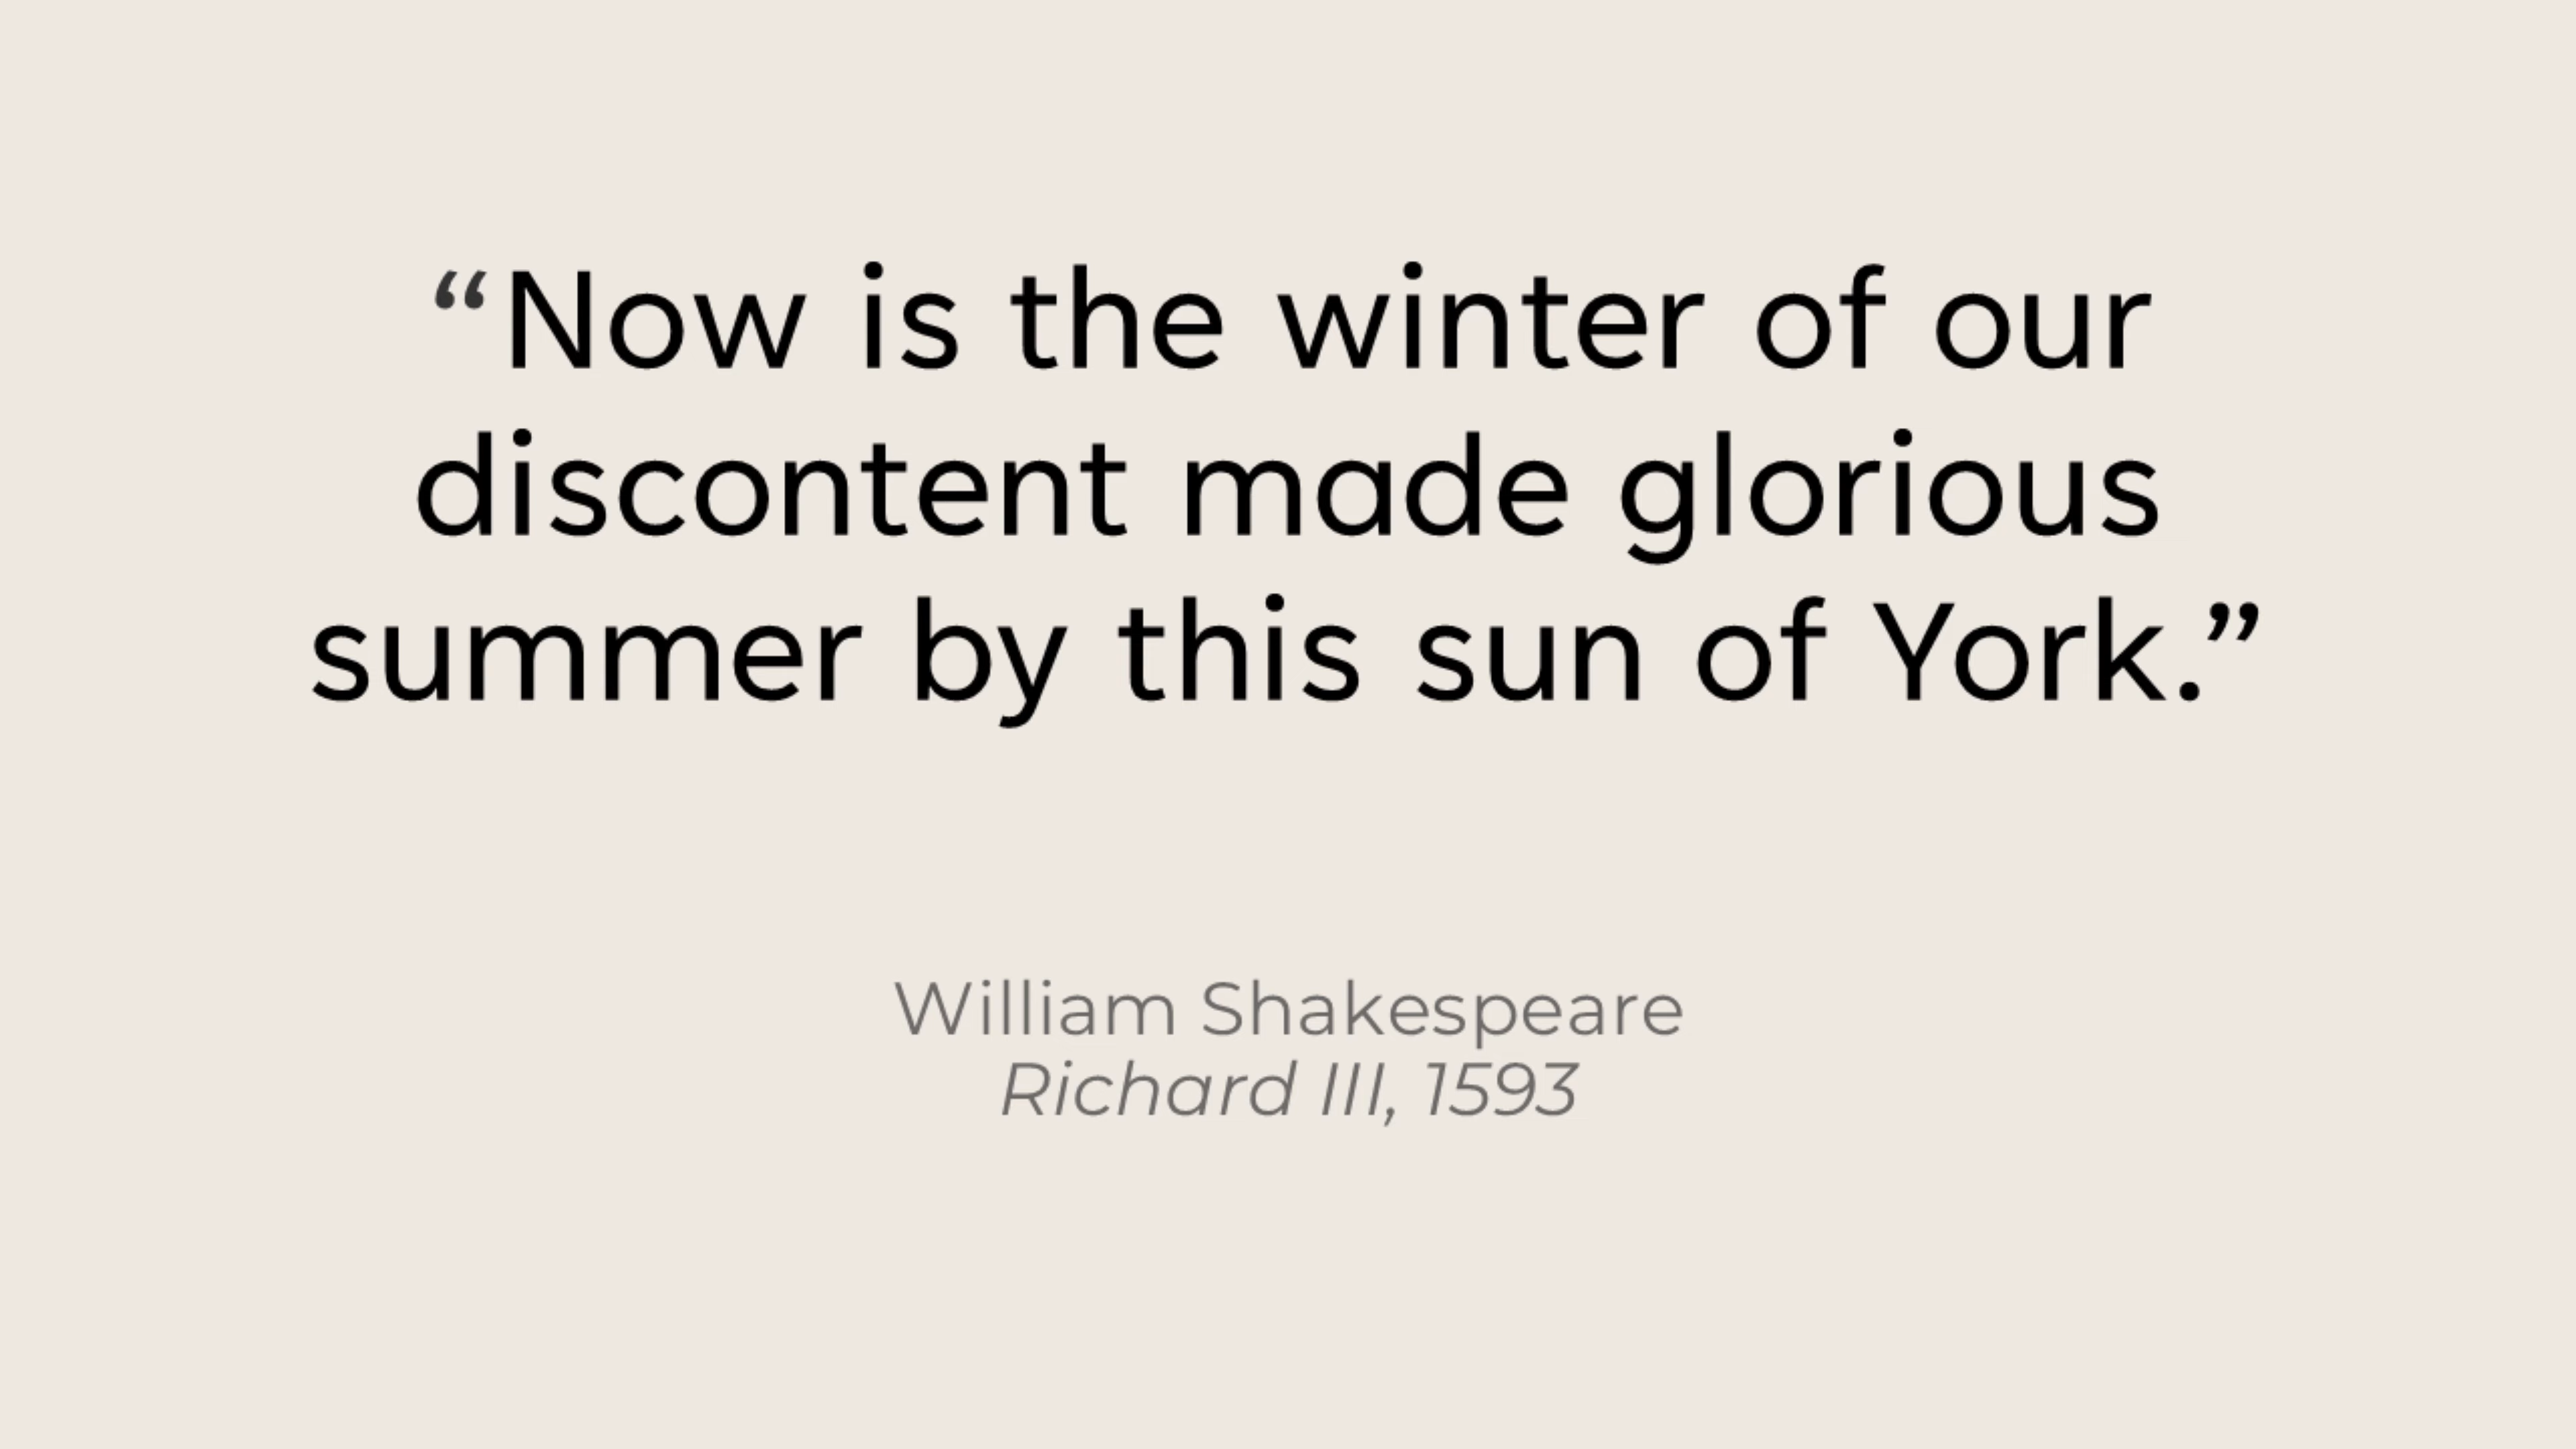 “Now is the winter of our
discontent made glorious
summer by this sun of York.”
William Shakespeare
Richard III, 1593